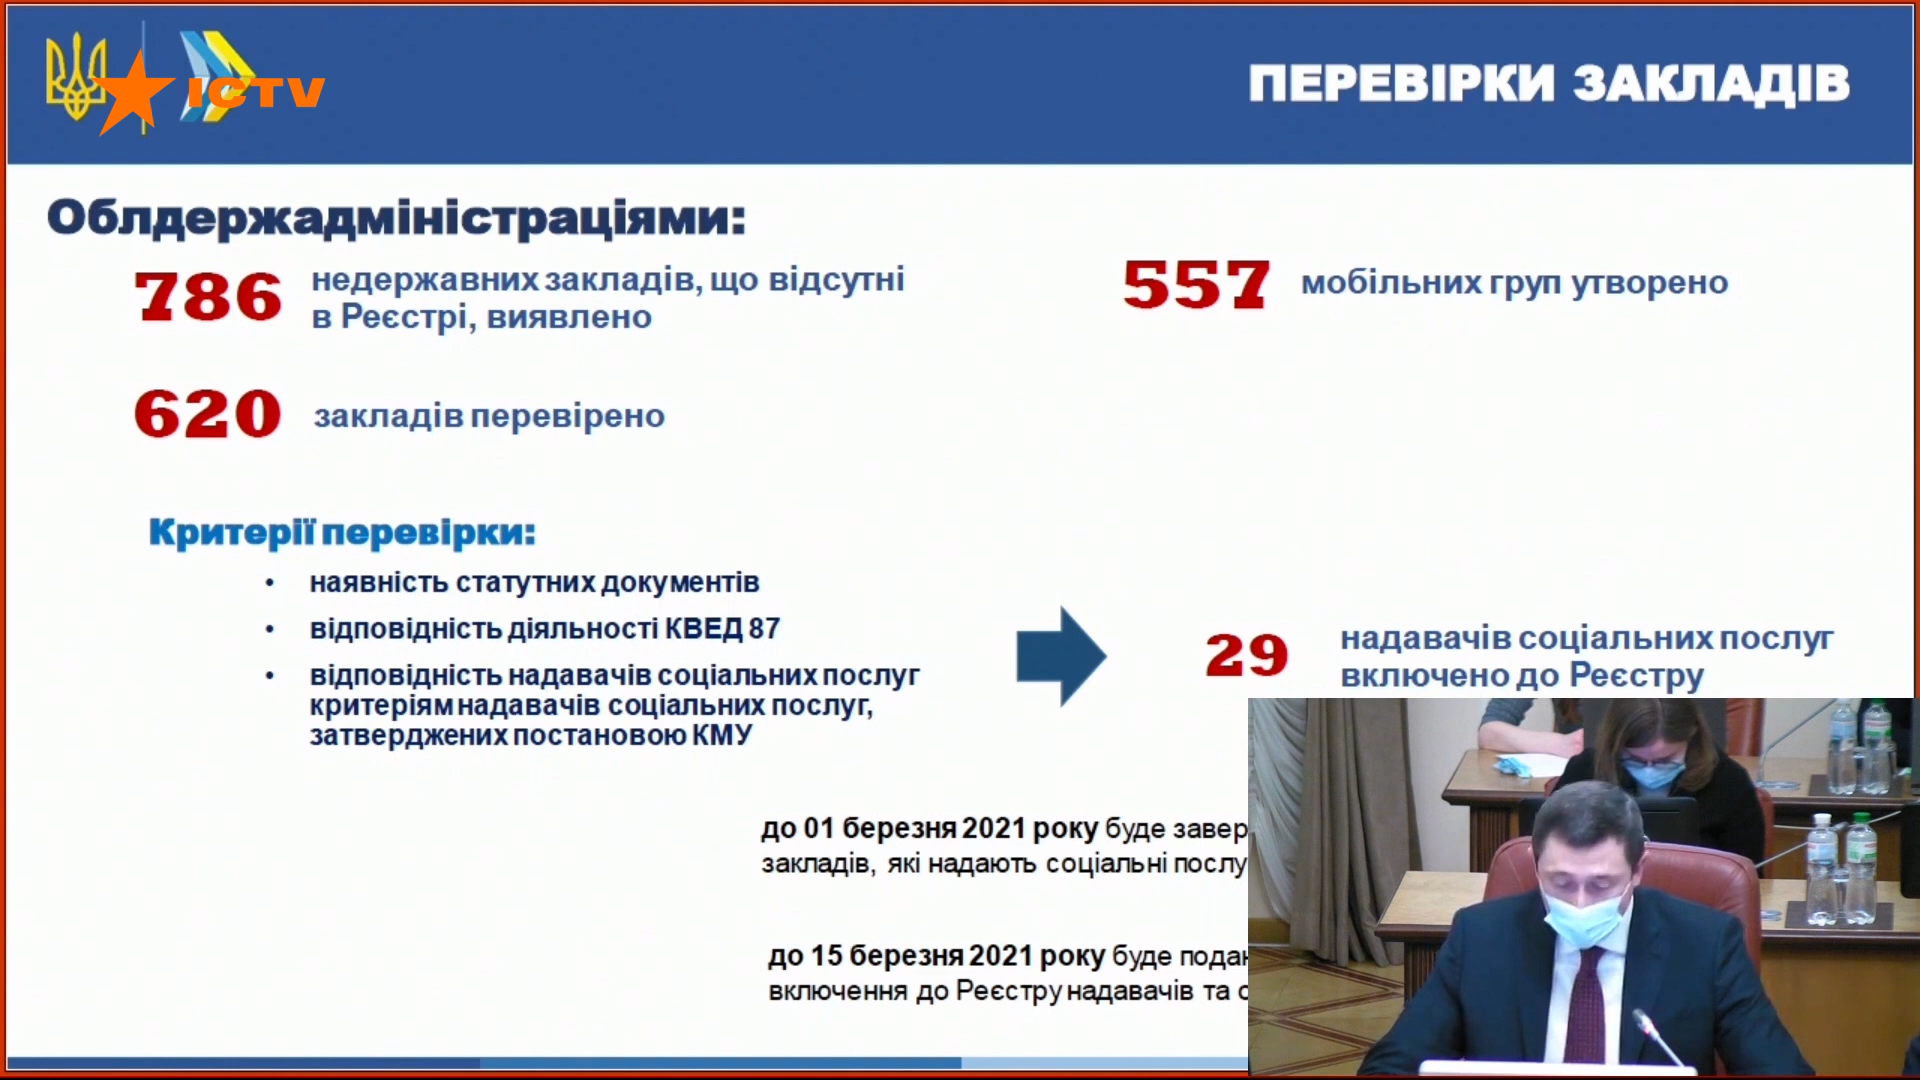 ICTV
ПЕРЕВІРКИ ЗАКЛАДІВ
Облдержадміністраціями:
786
недержавних закладів, що відсутні
в Реєстрі, виявлено
557
мобільних груп утворено
620
закладів перевірено
Критерії перевірки:
• наявність статутних документів
• відповідність діяльності КВЕД 87
• відповідність надавачів соціальних послуг
критеріям надавачів соціальних послуг,
затверджених постановою КМУ
29
надавачів соціальних послуг
включено до Реєстру
до 01 березня 2021 року буде
закладів, які надають соціальні
до 15 березня 2021 року буде
включення до Реєстру надавачів та